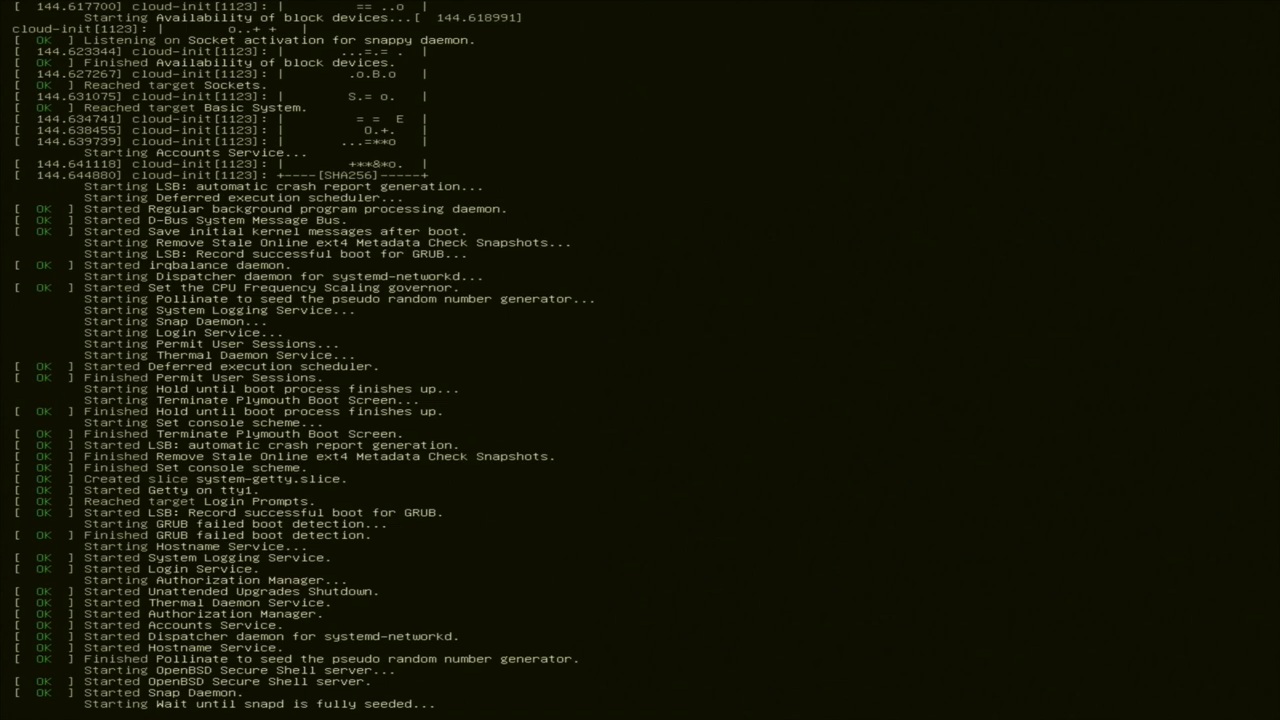 [  144.617700] cloud-init[1123]: |         == ..o  |
         Starting Availability of block devices...[  144.618991]
cloud-init[1123]: |        o..+ +   |
[  OK  ] Listening on Socket activation for snappy daemon.
[  144.623344] cloud-init[1123]: |        ...=.= .  |
[  OK  ] Finished Availability of block devices.
[  144.627267] cloud-init[1123]: |        .o.B.o   |
[  OK  ] Reached target Sockets.
[  144.631075] cloud-init[1123]: |        S.= o.   |
[  OK  ] Reached target Basic System.
[  144.634741] cloud-init[1123]: |         = =  E  |
[  144.638455] cloud-init[1123]: |          O.+.   |
[  144.639739] cloud-init[1123]: |       ...=**o   |
         Starting Accounts Service...
[  144.641118] cloud-init[1123]: |        +**&*o.  |
[  144.644880] cloud-init[1123]: +----[SHA256]-----+
         Starting LSB: automatic crash report generation...
         Starting Deferred execution scheduler...
[  OK  ] Started Regular background program processing daemon.
[  OK  ] Started D-Bus System Message Bus.
[  OK  ] Started Save initial kernel messages after boot.
         Starting Remove Stale Online ext4 Metadata Check Snapshots...
         Starting LSB: Record successful boot for GRUB...
[  OK  ] Started irqbalance daemon.
         Starting Dispatcher daemon for systemd-networkd...
[  OK  ] Started Set the CPU Frequency Scaling governor.
         Starting Pollinate to seed the pseudo random number generator...
         Starting System Logging Service...
         Starting Snap Daemon...
         Starting Login Service...
         Starting Permit User Sessions...
         Starting Thermal Daemon Service...
[  OK  ] Started Deferred execution scheduler.
[  OK  ] Finished Permit User Sessions.
         Starting Hold until boot process finishes up...
         Starting Terminate Plymouth Boot Screen...
[  OK  ] Finished Hold until boot process finishes up.
         Starting Set console scheme...
[  OK  ] Finished Terminate Plymouth Boot Screen.
[  OK  ] Started LSB: automatic crash report generation.
[  OK  ] Finished Remove Stale Online ext4 Metadata Check Snapshots.
[  OK  ] Finished Set console scheme.
[  OK  ] Created slice system-getty.slice.
[  OK  ] Started Getty on tty1.
[  OK  ] Reached target Login Prompts.
[  OK  ] Started LSB: Record successful boot for GRUB.
         Starting GRUB failed boot detection...
[  OK  ] Finished GRUB failed boot detection.
         Starting Hostname Service...
[  OK  ] Started System Logging Service.
[  OK  ] Started Login Service.
         Starting Authorization Manager...
[  OK  ] Started Unattended Upgrades Shutdown.
[  OK  ] Started Thermal Daemon Service.
[  OK  ] Started Authorization Manager.
[  OK  ] Started Accounts Service.
[  OK  ] Started Dispatcher daemon for systemd-networkd.
[  OK  ] Started Hostname Service.
[  OK  ] Finished Pollinate to seed the pseudo random number generator.
         Starting OpenBSD Secure Shell server...
[  OK  ] Started OpenBSD Secure Shell server.
[  OK  ] Started Snap Daemon.
         Starting Wait until snapd is fully seeded...